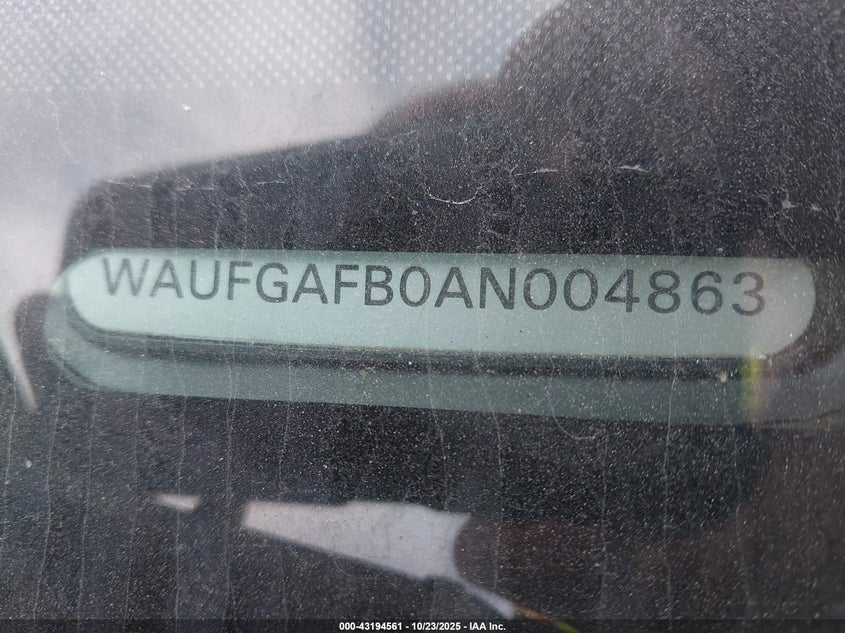 WAUFGAFB0AN004863
000-43194561 - 10/23/2025 - IAA Inc.